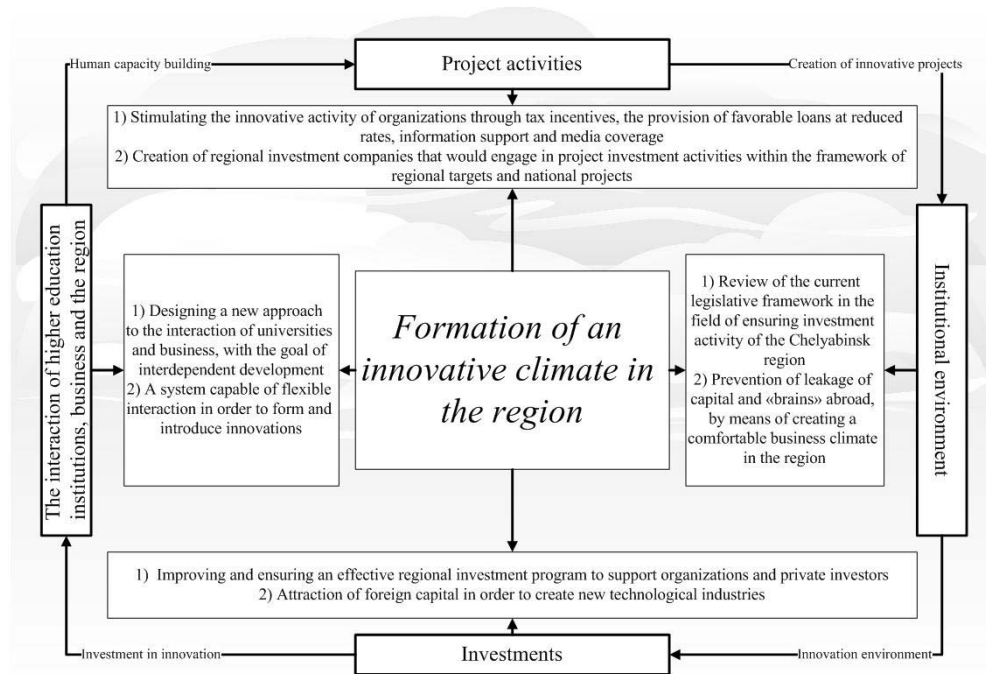 Human capacity building
Project activities
Creation of innovative projects
1) Stimulating the innovative activity of organizations through tax incentives, the provision of favorable loans at reduced
rates, information support and media coverage
2) Creation of regional investment companies that would engage in project investment activities within the framework of
regional targets and national projects
The interaction of higher education
institutions, business and the region
1) Designing a new approach
to the interaction of universities
and business, with the goal of
interdependent development
2) A system capable of flexible
interaction in order to form and
introduce innovations
Formation of an
innovative climate in
the region
1) Review of the current
legislative framework in the
field of ensuring investment
activity of the Chelyabinsk
region
2) Prevention of leakage of
capital and «brains» abroad,
by means of creating a
comfortable business climate
in the region
Institutional environment
1) Improving and ensuring an effective regional investment program to support organizations and private investors
2) Attraction of foreign capital in order to create new technological industries
Investment in innovation
Investments
Innovation environment